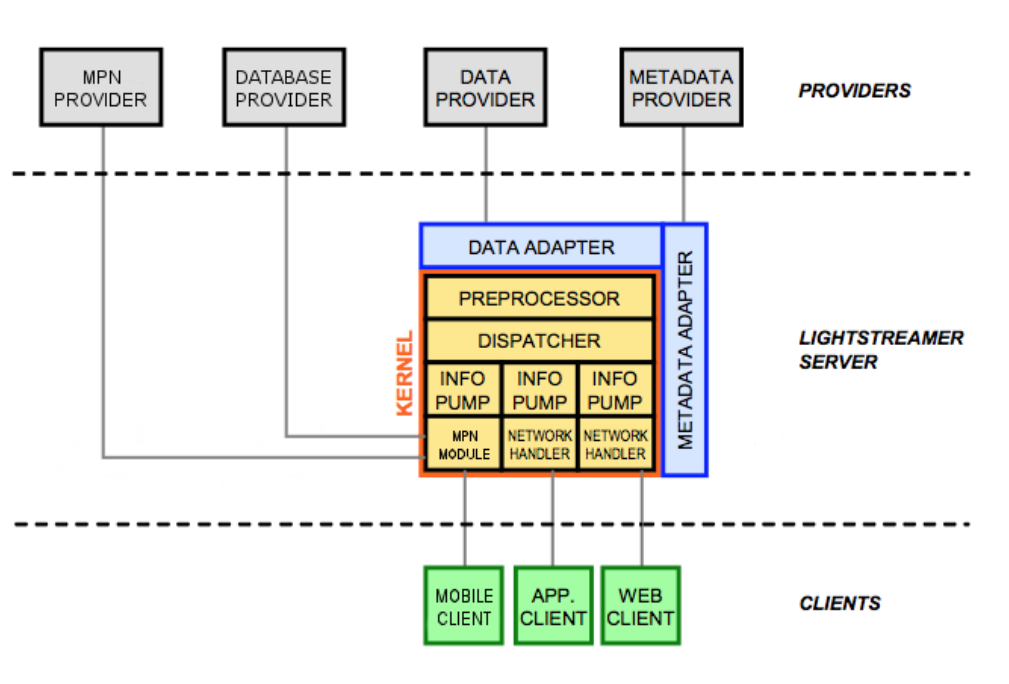 MPN
PROVIDER
DATABASE
PROVIDER
DATA
PROVIDER
METADATA
PROVIDER
PROVIDERS
DATA ADAPTER
METADATA ADAPTER
KERNEL
PREPROCESSOR
DISPATCHER
INFO
PUMP
INFO
PUMP
INFO
PUMP
MPN
MODULE
NETWORK
HANDLER
NETWORK
HANDLER
LIGHTSTREAMER
SERVER
MOBILE
CLIENT
APP.
CLIENT
WEB
CLIENT
CLIENTS